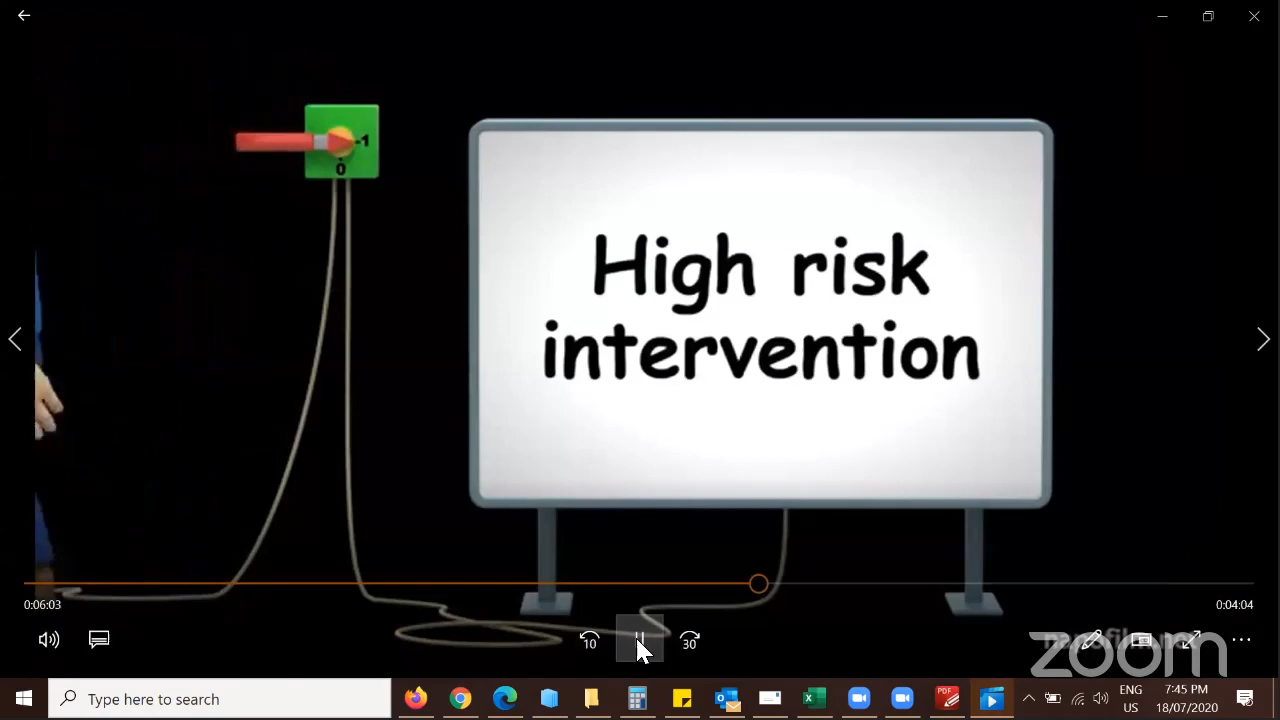 -1
0
High risk
intervention
0:06:03
0:04:04
10
30
zoom
Type here to search
PDF
ENG
US
7:45 PM
18/07/2020